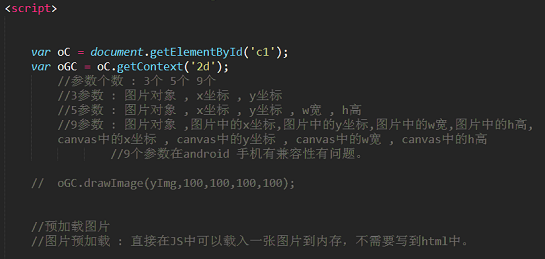 <script>
var oC = document.getElementById('c1');
var oGC = oC.getContext('2d');
//参数个数 : 3个 5个 9个
//3参数 : 图片对象 , x坐标 , y坐标
//5参数 : 图片对象 , x坐标 , y坐标 , w宽 , h高
//9参数 : 图片对象 ,图片中的x坐标,图片中的y坐标,图片中的w宽,图片中的h高,
canvas中的x坐标 , canvas中的y坐标 , canvas中的w宽 , canvas中的h高
//9个参数在android 手机有兼容性有问题。
// oGC.drawImage(yImg,100,100,100,100);
//预加载图片
//图片预加载 : 直接在JS中可以载入一张图片到内存，不需要写到html中。